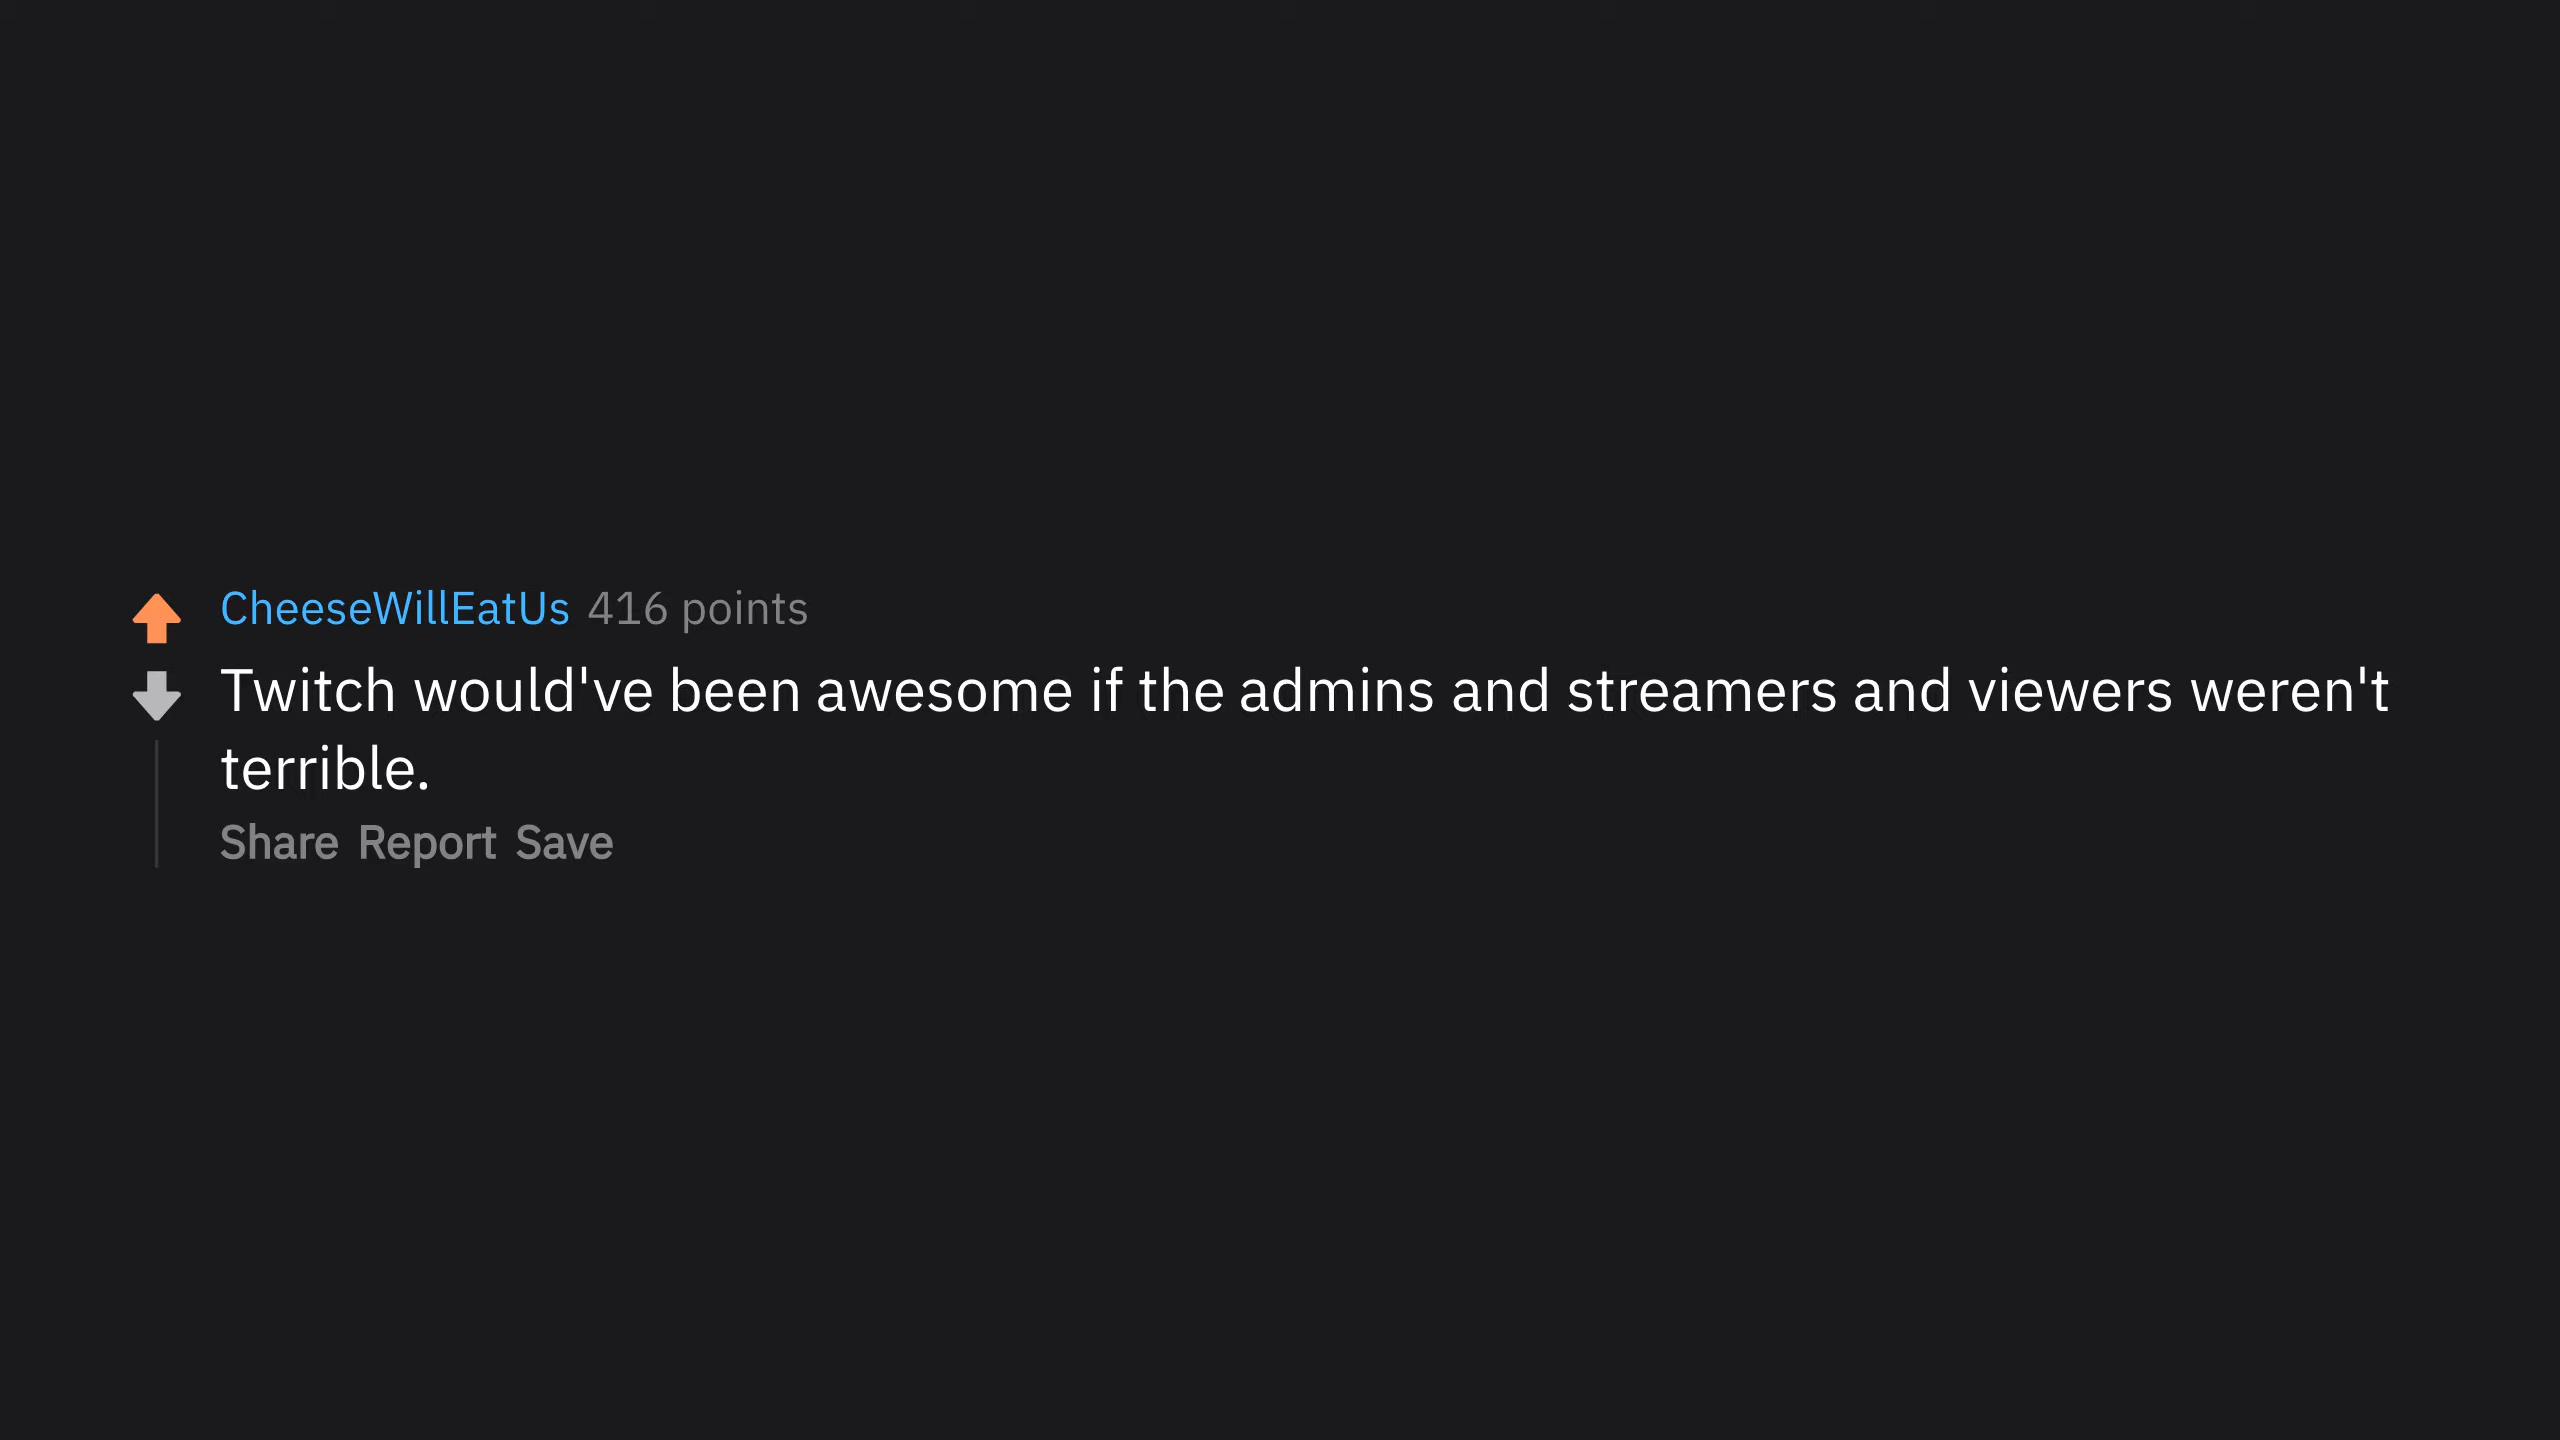 CheeseWillEatUs 416 points
Twitch would've been awesome if the admins and streamers and viewers weren't
terrible.
Share Report Save